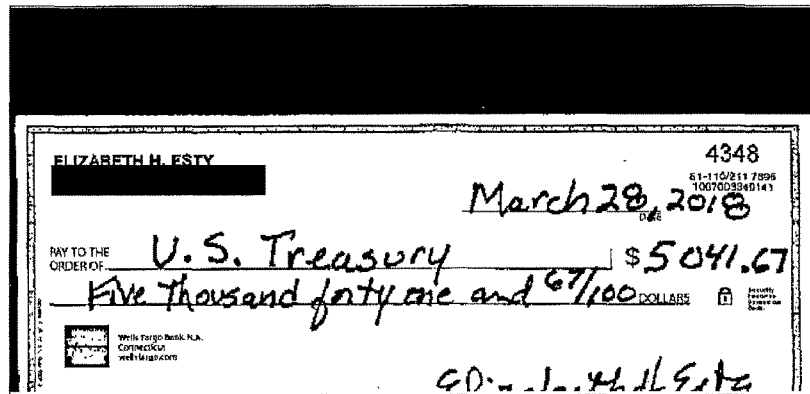 ELIZABETH H. ESTY
4348
March 28, 2018
DATE
PAY TO THE
ORDER OF U.S. Treasury $ 5041.67
Five Thousand forty one and 67/100 DOLLARS
Wells Fargo Bank, N.A.
Connecticut
wellsfargo.com